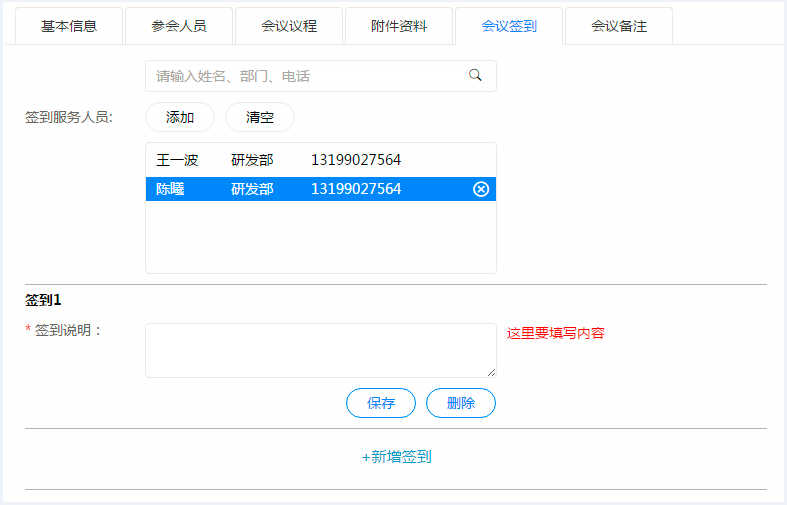 基本信息 参会人员 会议议程 附件资料 会议签到 会议备注
请输入姓名、部门、电话
签到服务人员: 添加 清空
王一波 研发部 13199027564
陈曦 研发部 13199027564
签到1
* 签到说明： 这里要填写内容
保存 删除
+新增签到